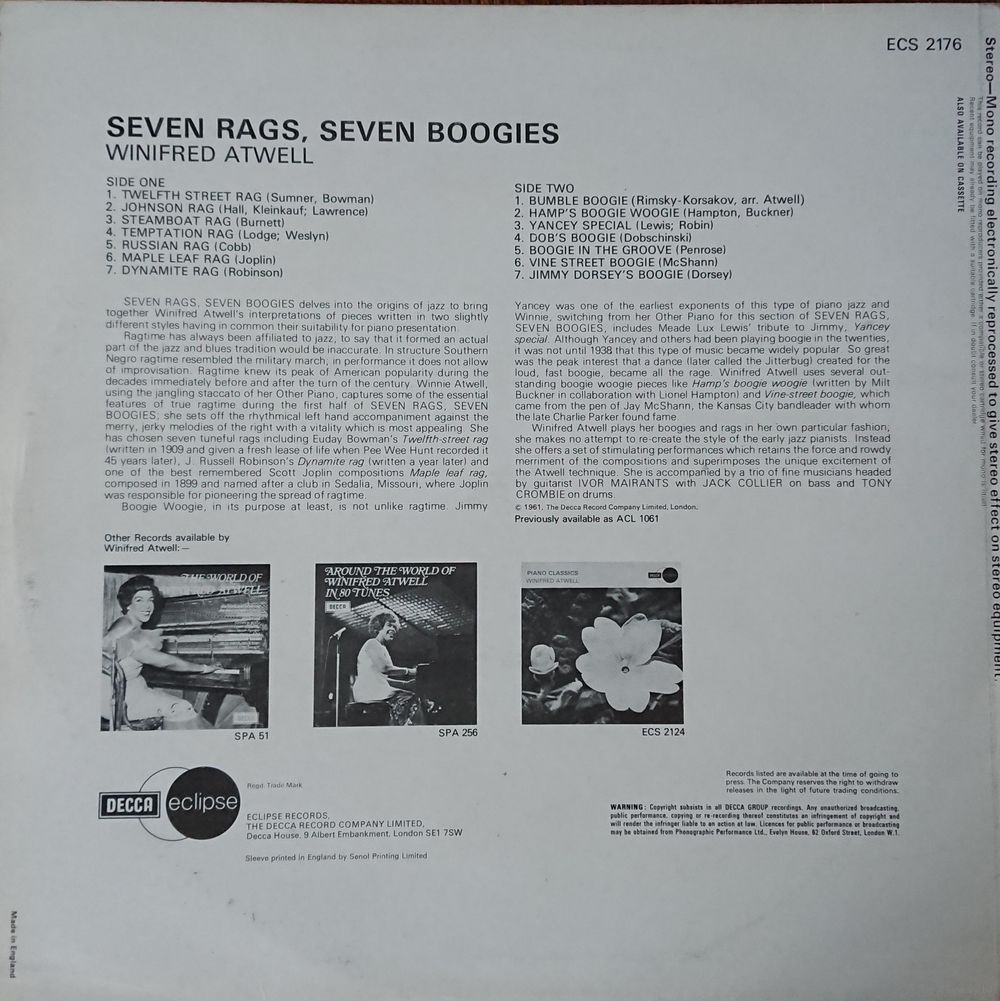 ECS 2176
SEVEN RAGS, SEVEN BOOGIES
WINIFRED ATWELL
SIDE ONE
1. TWELFTH STREET RAG (Sumner, Bowman)
2. JOHNSON RAG (Hall, Kleinkauf; Lawrence)
3. STEAMBOAT RAG (Burnett)
4. TEMPTATION RAG (Lodge; Weslyn)
5. RUSSIAN RAG (Cobb)
6. MAPLE LEAF RAG (Joplin)
7. DYNAMITE RAG (Robinson)
SIDE TWO
1. BUMBLE BOOGIE (Rimsky-Korsakov, arr. Atwell)
2. HAMP'S BOOGIE WOOGIE (Hampton, Buckner)
3. YANCEY SPECIAL (Lewis; Robin)
4. DOB'S BOOGIE (Dobschinski)
5. BOOGIE IN THE GROOVE (Penrose)
6. VINE STREET BOOGIE (McShann)
7. JIMMY DORSEY'S BOOGIE (Dorsey)
SEVEN RAGS, SEVEN BOOGIES delves into the origins of jazz to bring
together Winifred Atwell's interpretations of pieces written in two slightly
different styles having in common their suitability for piano presentation.
Ragtime has always been affiliated to jazz, to say that it formed an actual
part of the jazz and blues tradition would be inaccurate. In structure Southern
Negro ragtime resembled the military march; in performance it does not allow
of improvisation. Ragtime knew its peak of American popularity during the
decades immediately before and after the turn of the century. Winnie Atwell,
using the jangling staccato of her Other Piano, captures some of the essential
features of true ragtime during the first half of SEVEN RAGS, SEVEN
BOOGIES; she sets off the rhythmical left hand accompaniment against the
merry, jerky melodies of the right with a vitality which is most appealing. She
has chosen seven tuneful rags including Euday Bowman's Twelfth-street rag
(written in 1909 and given a fresh lease of life when Pee Wee Hunt recorded it
45 years later), J. Russell Robinson's Dynamite rag (written a year later) and
one of the best remembered Scott Joplin compositions Maple leaf rag,
composed in 1899 and named after a club in Sedalia, Missouri, where Joplin
was responsible for pioneering the spread of ragtime.
Boogie Woogie, in its purpose at least, is not unlike ragtime. Jimmy
Yancey was one of the earliest exponents of this type of piano jazz and
Winnie, switching from her Other Piano for this section of SEVEN RAGS,
SEVEN BOOGIES, includes Meade Lux Lewis' tribute to Jimmy, Yancey
special. Although Yancey and others had been playing boogie in the twenties,
it was not until 1938 that this type of music became widely popular. So great
was the peak interest that a dance (later called the Jitterbug) created for the
loud, fast boogie, became all the rage. Winifred Atwell uses several out-
standing boogie woogie pieces like Hamp's boogie woogie (written by Milt
Buckner in collaboration with Lionel Hampton) and Vine-street boogie, which
came from the pen of Jay McShann, the Kansas City bandleader with whom
the late Charlie Parker found fame.
Winifred Atwell plays her boogies and rags in her own particular fashion;
she makes no attempt to re-create the style of the early jazz pianists. Instead
she offers a set of stimulating performances which retains the force and rowdy
merriment of the compositions and superimposes the unique excitement of
the Atwell technique. She is accompanied by a trio of fine musicians headed
by guitarist IVOR MAIRANTS with JACK COLLIER on bass and TONY
CROMBIE on drums.
© 1961, The Decca Record Company Limited, London.
Previously available as ACL 1061
Other Records available by
Winifred Atwell:—
THE WORLD OF
ATWELL
SPA 51
AROUND THE WORLD OF
WINIFRED ATWELL
IN 80 TUNES
DECCA
SPA 256
PIANO CLASSICS
WINIFRED ATWELL
ECS 2124
DECCA eclipse
Regd. Trade Mark
ECLIPSE RECORDS,
THE DECCA RECORD COMPANY LIMITED,
Decca House, 9 Albert Embankment, London SE1 7SW
Sleeve printed in England by Senol Printing Limited
Records listed are available at the time of going to
press. The Company reserves the right to withdraw
releases in the light of future trading conditions.
WARNING: Copyright subsists in all DECCA GROUP recordings. Any unauthorized broadcasting,
public performance, copying or re-recording thereof constitutes an infringement of copyright and
will render the infringer liable to an action at law. Licences for public performance or broadcasting
may be obtained from Phonographic Performance Ltd., Evelyn House, 62 Oxford Street, London W.1.
Stereo—Mono recording electronically reprocessed to give stereo effect on stereo equipment.
Recent equipment may already be fitted with a suitable cartridge. If in doubt consult your dealer.
ALSO AVAILABLE ON CASSETTE
Made in England